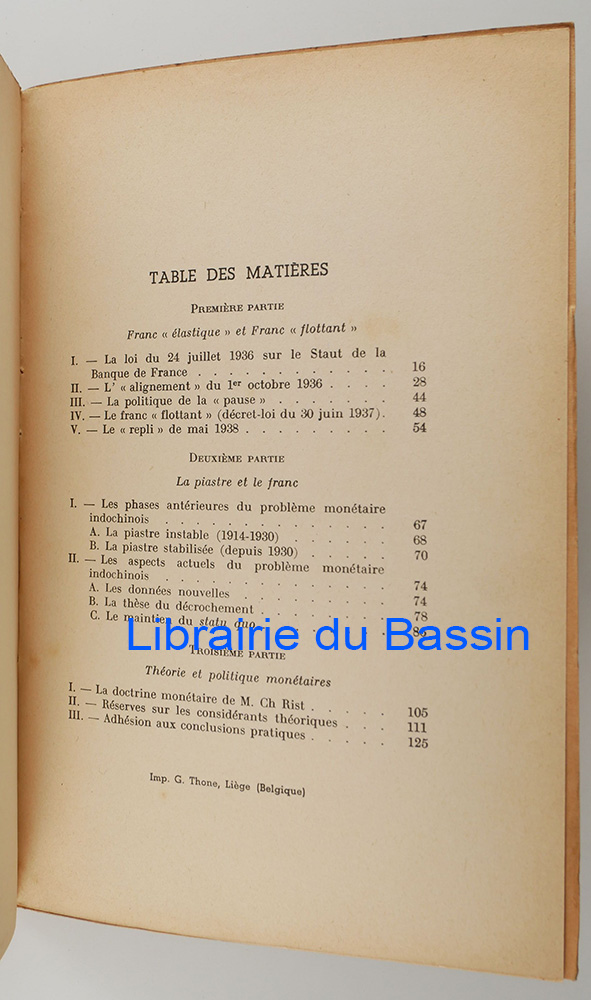 TABLE DES MATIÈRES
PREMIÈRE PARTIE
Franc « élastique » et Franc « flottant »
I. — La loi du 24 juillet 1936 sur le Staut de la
Banque de France . . . . . . . . . . . . 16
II. — L' « alignement » du 1er octobre 1936 . . . . 28
III. — La politique de la « pause » . . . . . . . 44
IV. — Le franc « flottant » (décret-loi du 30 juin 1937) . 48
V. — Le « repli » de mai 1938 . . . . . . . . . 54
DEUXIÈME PARTIE
La piastre et le franc
I. — Les phases antérieures du problème monétaire
indochinois . . . . . . . . . . . . . . 67
A. La piastre instable (1914-1930) . . . . . . 68
B. La piastre stabilisée (depuis 1930) . . . . . 70
II. — Les aspects actuels du problème monétaire
indochinois . . . . . . . . . . . . . . 74
A. Les données nouvelles . . . . . . . . . 74
B. La thèse du décrochement . . . . . . . . 78
C. Le maintien du statu quo
Librairie du Bassin
TROISIÈME PARTIE
Théorie et politique monétaires
I. — La doctrine monétaire de M. Ch Rist . . . . . 105
II. — Réserves sur les considérants théoriques . . . 111
III. — Adhésion aux conclusions pratiques . . . . . 125
Imp. G. Thone, Liège (Belgique)